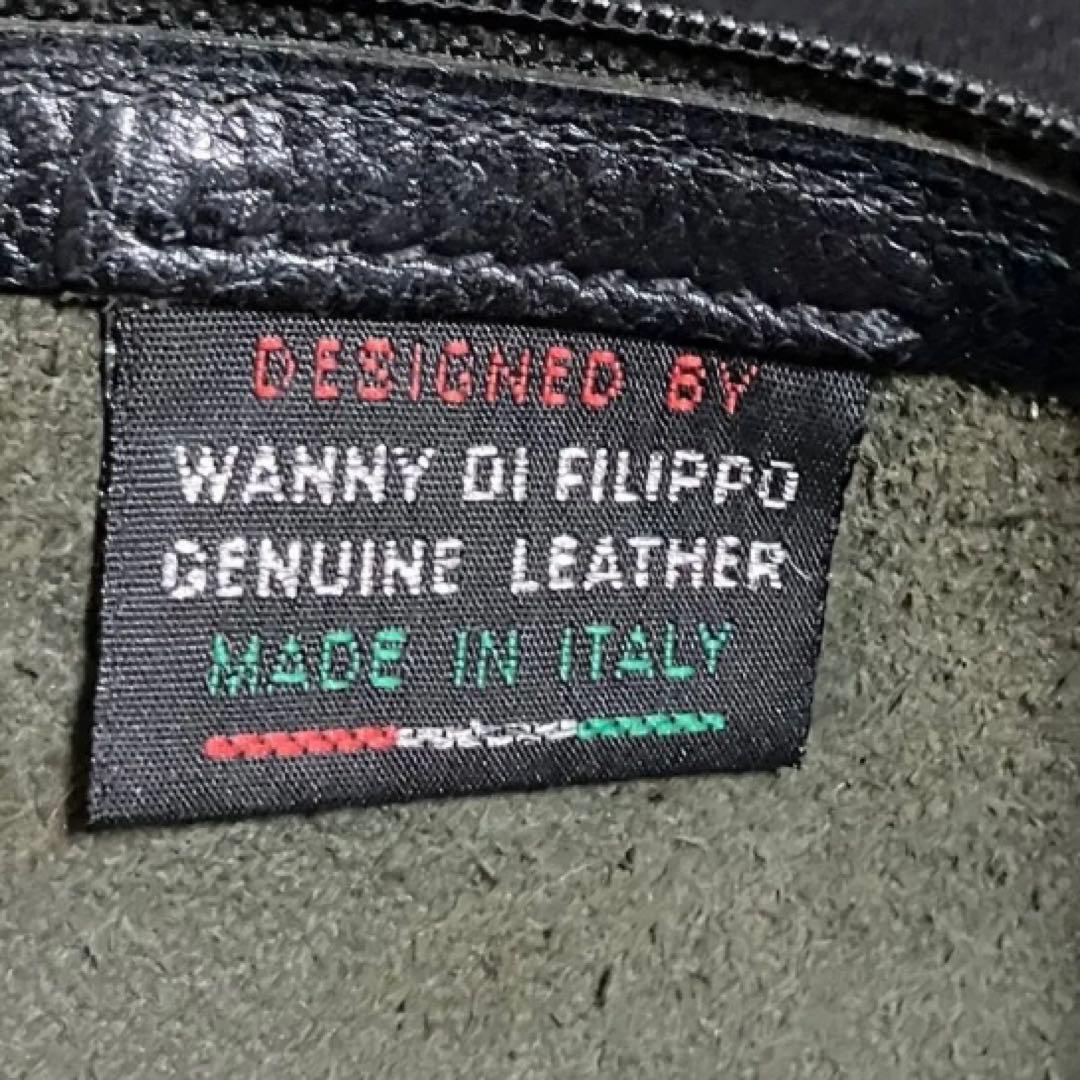 DESIGNED BY
WANNY DI FILIPPO
GENUINE LEATHER
MADE IN ITALY